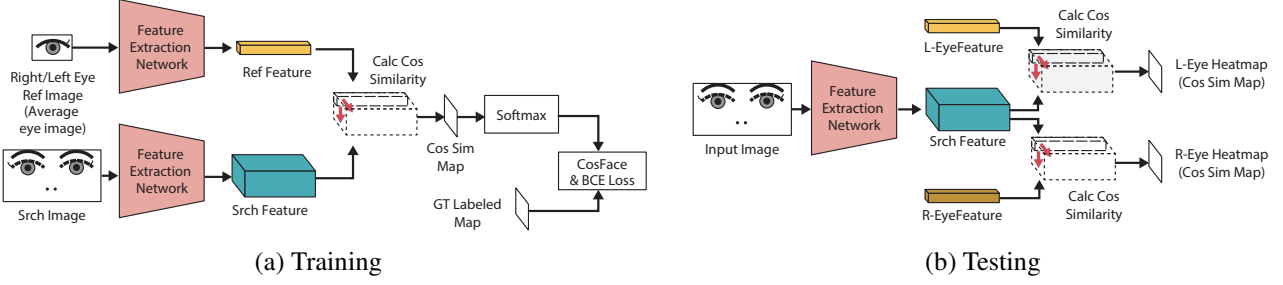 Feature
Extraction
Network
Right/Left Eye
Ref Image
(Average
eye image)
Ref Feature
Calc Cos
Similarity
Feature
Extraction
Network
Srch Image
Srch Feature
Cos Sim
Map
Softmax
CosFace
& BCE Loss
GT Labeled
Map
(a) Training
L-EyeFeature
Calc Cos
Similarity
L-Eye Heatmap
(Cos Sim Map)
Feature
Extraction
Network
Input Image
Srch Feature
R-Eye Heatmap
(Cos Sim Map)
R-EyeFeature
Calc Cos
Similarity
(b) Testing